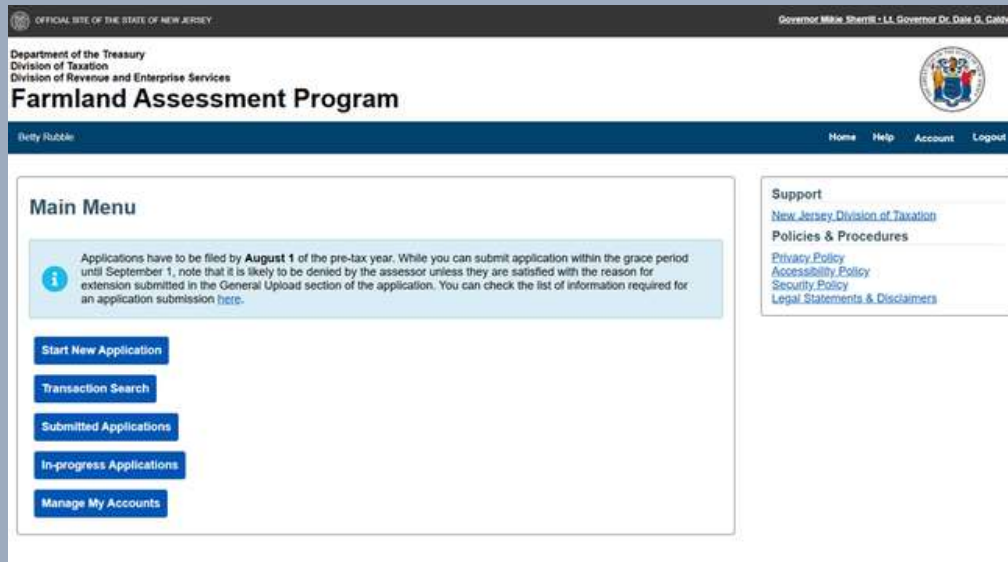 OFFICIAL SITE OF THE STATE OF NEW JERSEY
Governor Mikie Sherrill • Lt. Governor Dr. Dale G.
Department of the Treasury
Division of Taxation
Division of Revenue and Enterprise Services
Farmland Assessment Program
Betty Rubble
Home Help Account Logout
Main Menu
Applications have to be filed by August 1 of the pre-tax year. While you can submit application within the grace period
until September 1, note that it is likely to be denied by the assessor unless they are satisfied with the reason for
extension submitted in the General Upload section of the application. You can check the list of information required for
an application submission here.
Start New Application
Transaction Search
Submitted Applications
In-progress Applications
Manage My Accounts
Support
New Jersey Division of Taxation
Policies & Procedures
Privacy Policy
Accessibility Policy
Security Policy
Legal Statements & Disclaimers